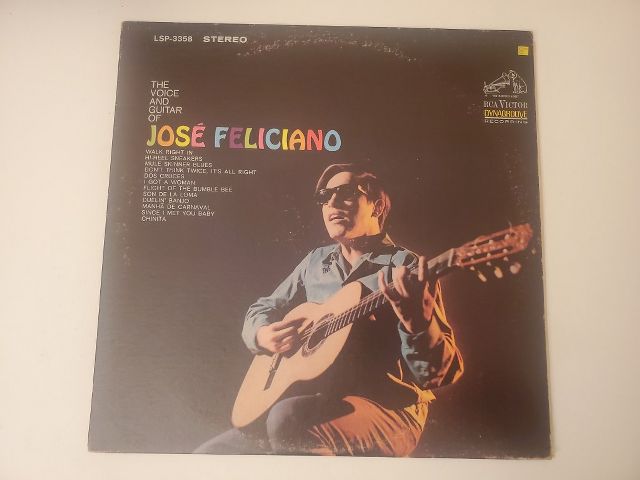 LSP-3358 STEREO
THE
VOICE
AND
GUITAR
OF
JOSÉ FELICIANO
WALK RIGHT IN
HI-HEEL SNEAKERS
MULE SKINNER BLUES
DON'T THINK TWICE, IT'S ALL RIGHT
DOS CRUCES
I GOT A WOMAN
FLIGHT OF THE BUMBLE BEE
SON DE LA LOMA
DUELIN' BANJO
MANHÃ DE CARNAVAL
SINCE I MET YOU BABY
CHINITA
RCA VICTOR
DYNAGROOVE
RECORDING